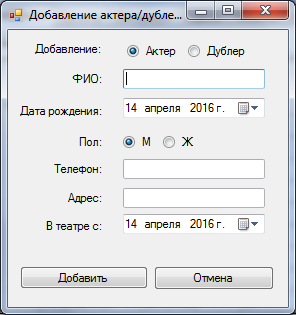 Добавление актера/дубле...
Добавление: Актер Дублер
ФИО:
Дата рождения: 14 апреля 2016 г.
Пол: М Ж
Телефон:
Адрес:
В театре с: 14 апреля 2016 г.
Добавить Отмена